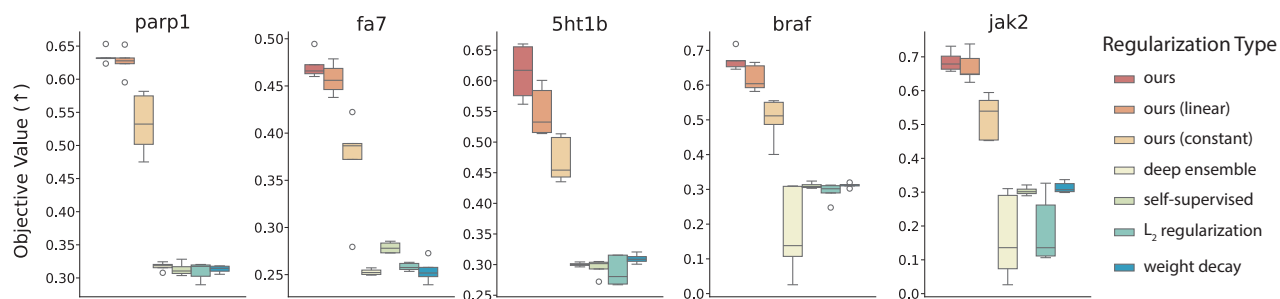 parp1
fa7
5ht1b
braf
jak2
Objective Value (↑)
0.65
0.60
0.55
0.50
0.45
0.40
0.35
0.30
0.50
0.45
0.40
0.35
0.30
0.25
0.65
0.60
0.55
0.50
0.45
0.40
0.35
0.30
0.25
0.7
0.6
0.5
0.4
0.3
0.2
0.1
0.0
0.7
0.6
0.5
0.4
0.3
0.2
0.1
0.0
Regularization Type
ours
ours (linear)
ours (constant)
deep ensemble
self-supervised
L₂ regularization
weight decay